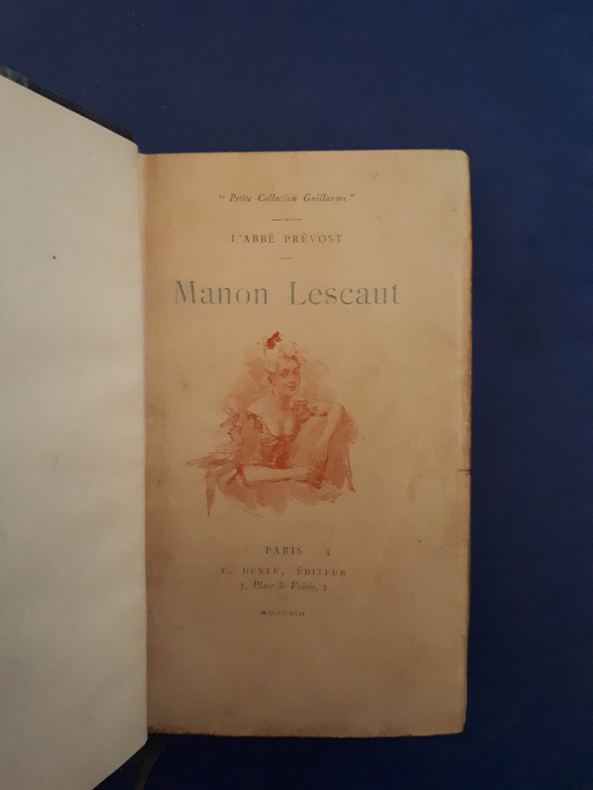 " Petite Collection Guillaume "
L'ABBÉ PRÉVOST
Manon Lescaut
PARIS
E. DENTU, ÉDITEUR
3, Place de Valois, 3